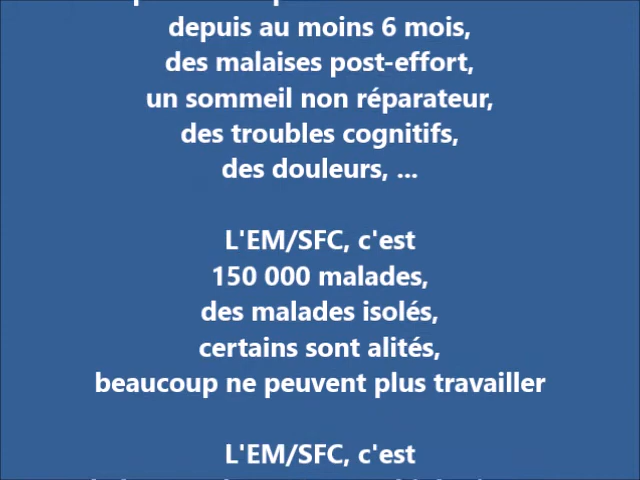 depuis au moins 6 mois,
des malaises post-effort,
un sommeil non réparateur,
des troubles cognitifs,
des douleurs, ...
L'EM/SFC, c'est
150 000 malades,
des malades isolés,
certains sont alités,
beaucoup ne peuvent plus travailler
L'EM/SFC, c'est